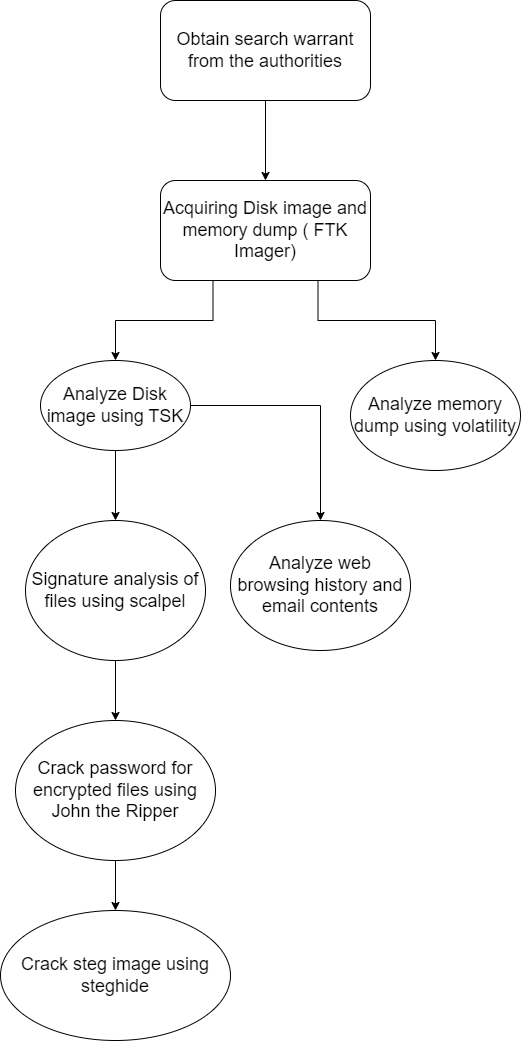 Obtain search warrant
from the authorities
Acquiring Disk image and
memory dump ( FTK
Imager)
Analyze Disk
image using TSK
Analyze memory
dump using volatility
Signature analysis of
files using scalpel
Analyze web
browsing history and
email contents
Crack password for
encrypted files using
John the Ripper
Crack steg image using
steghide